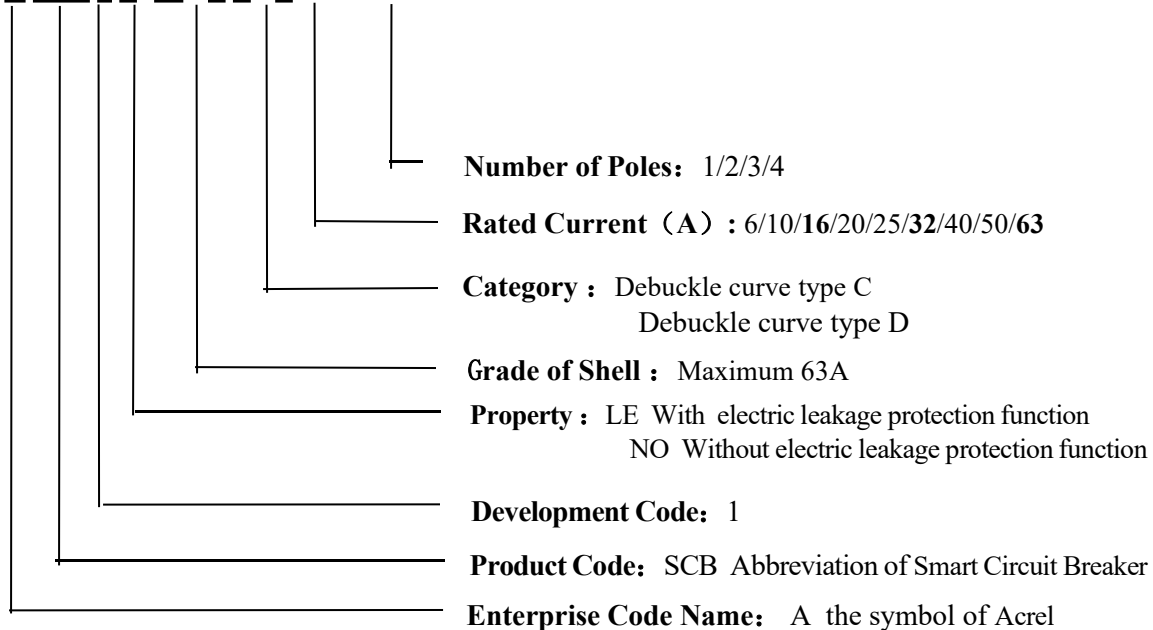 Number of Poles：1/2/3/4
Rated Current（A）: 6/10/16/20/25/32/40/50/63
Category ：Debuckle curve type C
Debuckle curve type D
Grade of Shell ：Maximum 63A
Property ：LE With electric leakage protection function
NO Without electric leakage protection function
Development Code：1
Product Code：SCB Abbreviation of Smart Circuit Breaker
Enterprise Code Name：A the symbol of Acrel